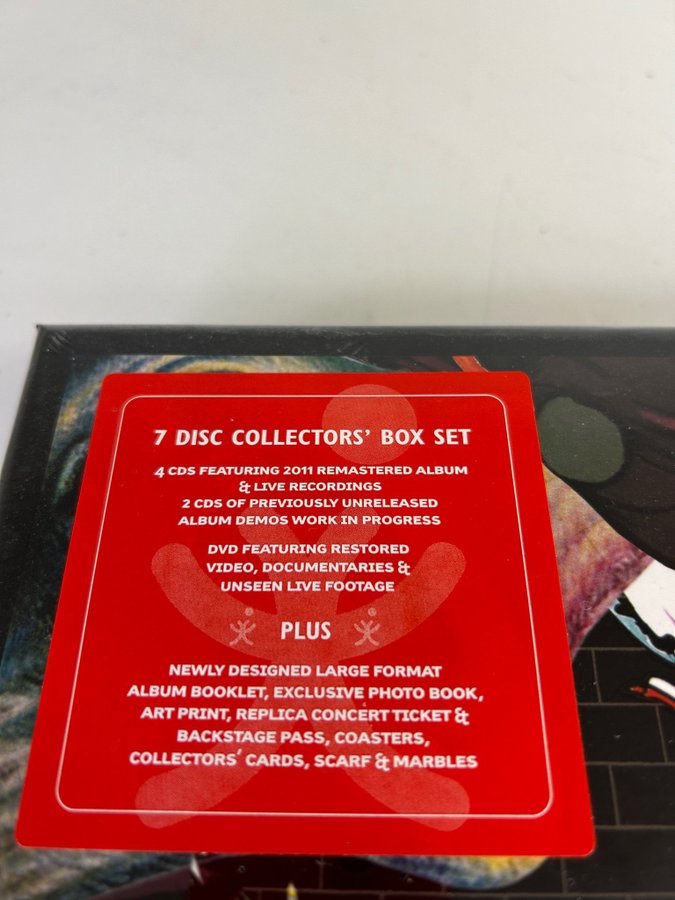 7 DISC COLLECTORS' BOX SET
4 CDS FEATURING 2011 REMASTERED ALBUM
& LIVE RECORDINGS
2 CDS OF PREVIOUSLY UNRELEASED
ALBUM DEMOS WORK IN PROGRESS
DVD FEATURING RESTORED
VIDEO, DOCUMENTARIES &
UNSEEN LIVE FOOTAGE
PLUS
NEWLY DESIGNED LARGE FORMAT
ALBUM BOOKLET, EXCLUSIVE PHOTO BOOK,
ART PRINT, REPLICA CONCERT TICKET &
BACKSTAGE PASS, COASTERS,
COLLECTORS' CARDS, SCARF & MARBLES